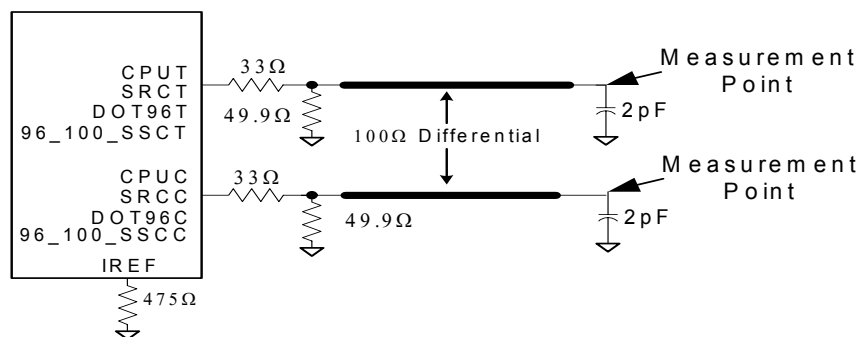 CPUT
SRCT
DOT96T
96_100_SSCT
33Ω
49.9Ω
100Ω Differential
Measurement
Point
2pF
CPUC
SRCC
DOT96C
96_100_SSCC
33Ω
49.9Ω
Measurement
Point
2pF
IREF
475Ω